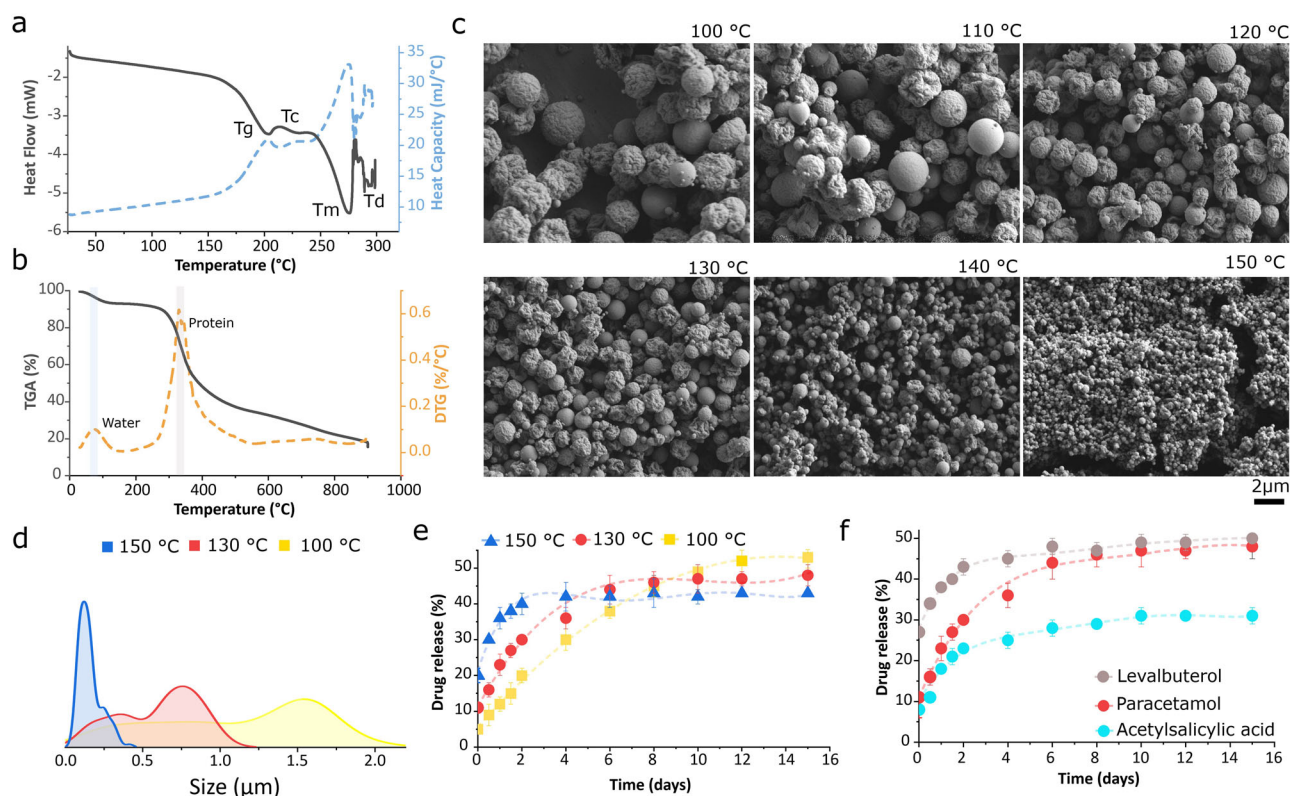 a
Heat Flow (mW)
-2
-3
-4
-5
-6
Tg
Tc
Tm
Td
35
30
25
20
15
10
Heat Capacity (mJ/°C)
50 100 150 200 250 300
Temperature (°C)
b
TGA (%)
100
80
60
40
20
0
Water
Protein
0.6
0.4
0.2
0.0
DTG (%/°C)
0 200 400 600 800 1000
Temperature (°C)
c
100 °C
110 °C
120 °C
130 °C
140 °C
150 °C
2μm
d
150 °C 130 °C 100 °C
0.0 0.5 1.0 1.5 2.0
Size (μm)
e
150 °C 130 °C 100 °C
Drug release (%)
50
40
30
20
10
0
0 2 4 6 8 10 12 14 16
Time (days)
f
Drug release (%)
50
40
30
20
10
0
Levalbuterol
Paracetamol
Acetylsalicylic acid
0 2 4 6 8 10 12 14 16
Time (days)